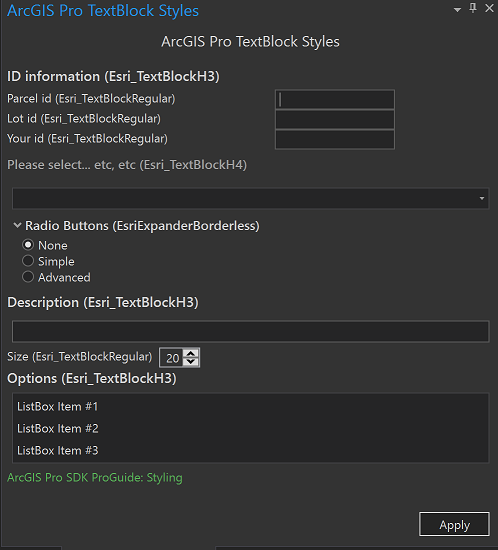 ArcGIS Pro TextBlock Styles
ArcGIS Pro TextBlock Styles
ID information (Esri_TextBlockH3)
Parcel id (Esri_TextBlockRegular)
Lot id (Esri_TextBlockRegular)
Your id (Esri_TextBlockRegular)
Please select... etc, etc (Esri_TextBlockH4)
Radio Buttons (EsriExpanderBorderless)
None
Simple
Advanced
Description (Esri_TextBlockH3)
Size (Esri_TextBlockRegular) 20
Options (Esri_TextBlockH3)
ListBox Item #1
ListBox Item #2
ListBox Item #3
ArcGIS Pro SDK ProGuide: Styling
Apply